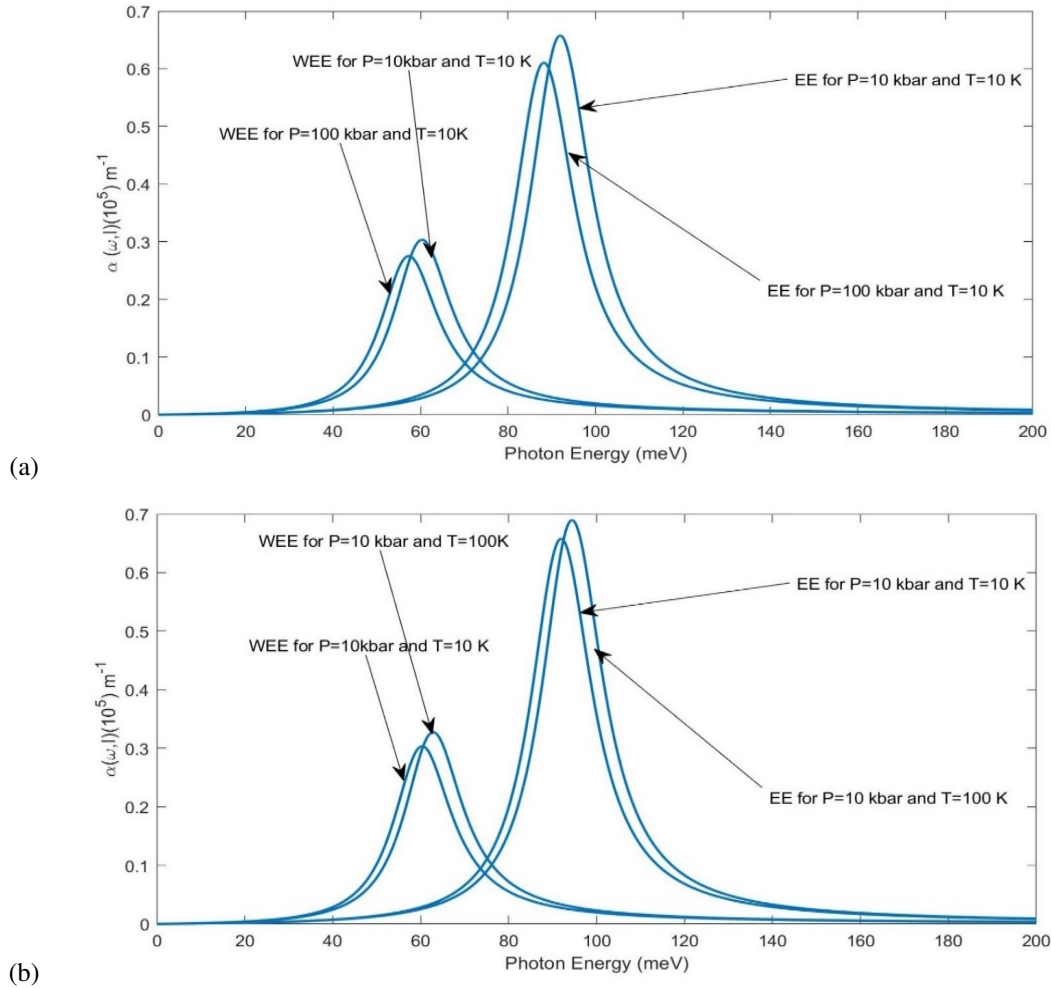 0.7
WEE for P=10kbar and T=10 K
EE for P=10 kbar and T=10 K
0.6
0.5
WEE for P=100 kbar and T=10K
0.4
α (ω,I)(10⁵) m⁻¹
0.3
EE for P=100 kbar and T=10 K
0.2
0.1
0
0 20 40 60 80 100 120 140 160 180 200
Photon Energy (meV)
(a)
0.7
WEE for P=10 kbar and T=100K
0.6
EE for P=10 kbar and T=10 K
0.5
WEE for P=10kbar and T=10 K
0.4
α(ω,I)(10⁵) m⁻¹
0.3
0.2
EE for P=10 kbar and T=100 K
0.1
0
0 20 40 60 80 100 120 140 160 180 200
Photon Energy (meV)
(b)